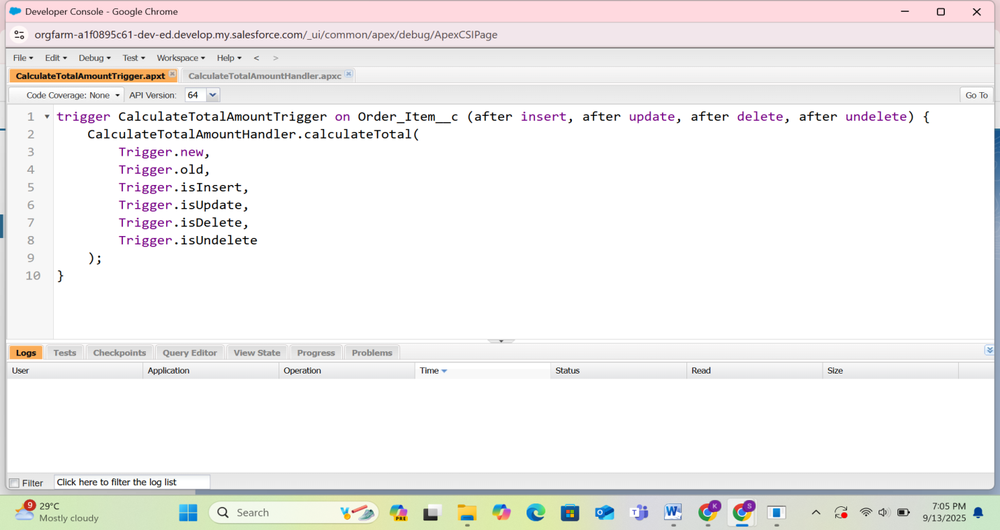 Developer Console - Google Chrome
orgfarm-a1f0895c61-dev-ed.develop.my.salesforce.com/_ui/common/apex/debug/ApexCSIPage
File Edit Debug Test Workspace Help < >
CalculateTotalAmountTrigger.apxt CalculateTotalAmountHandler.apxc
Code Coverage: None API Version: 64 Go To
1 trigger CalculateTotalAmountTrigger on Order_Item__c (after insert, after update, after delete, after undelete) {
2 CalculateTotalAmountHandler.calculateTotal(
3 Trigger.new,
4 Trigger.old,
5 Trigger.isInsert,
6 Trigger.isUpdate,
7 Trigger.isDelete,
8 Trigger.isUndelete
9 );
10 }
Logs Tests Checkpoints Query Editor View State Progress Problems
User Application Operation Time Status Read Size
Filter Click here to filter the log list
9 29°C
Mostly cloudy
Search
PRE
K
S
7:05 PM
9/13/2025